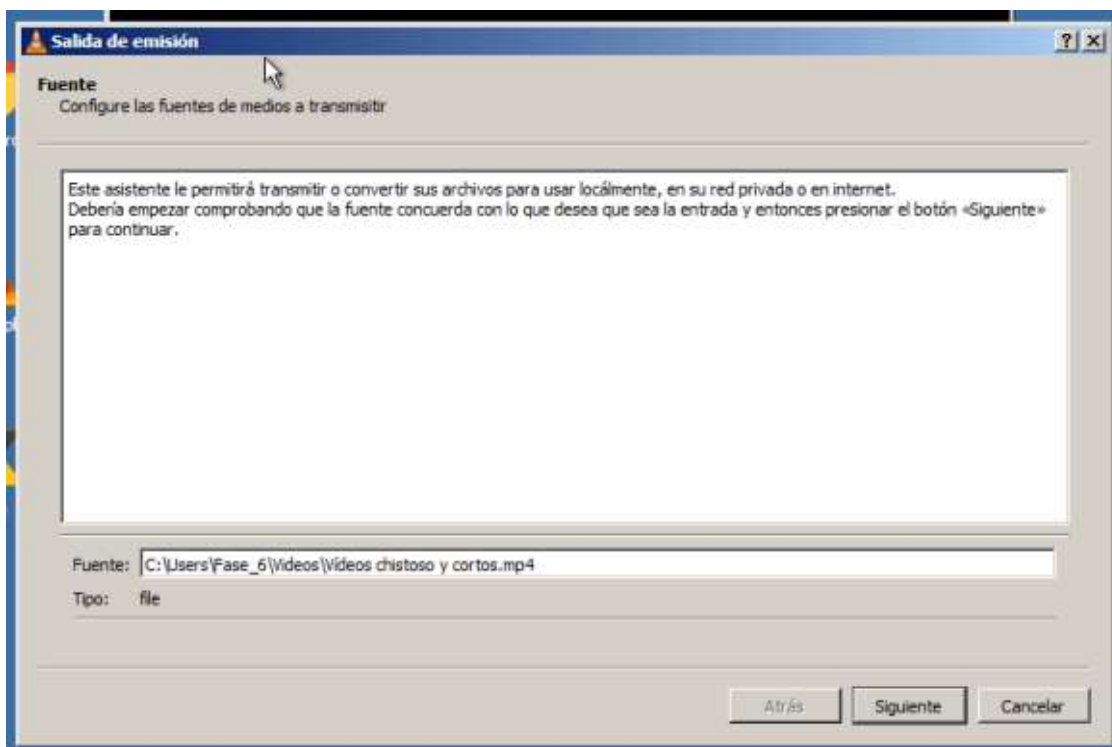 Salida de emisión
Fuente
Configure las fuentes de medios a transmisitir
Este asistente le permitirá transmitir o convertir sus archivos para usar locálmente, en su red privada o en internet.
Debería empezar comprobando que la fuente concuerda con lo que desea que sea la entrada y entonces presionar el botón «Siguiente»
para continuar.
Fuente: C:\Users\Fase_6\Videos\Vídeos chistoso y cortos.mp4
Tipo: file
Atrás Siguiente Cancelar